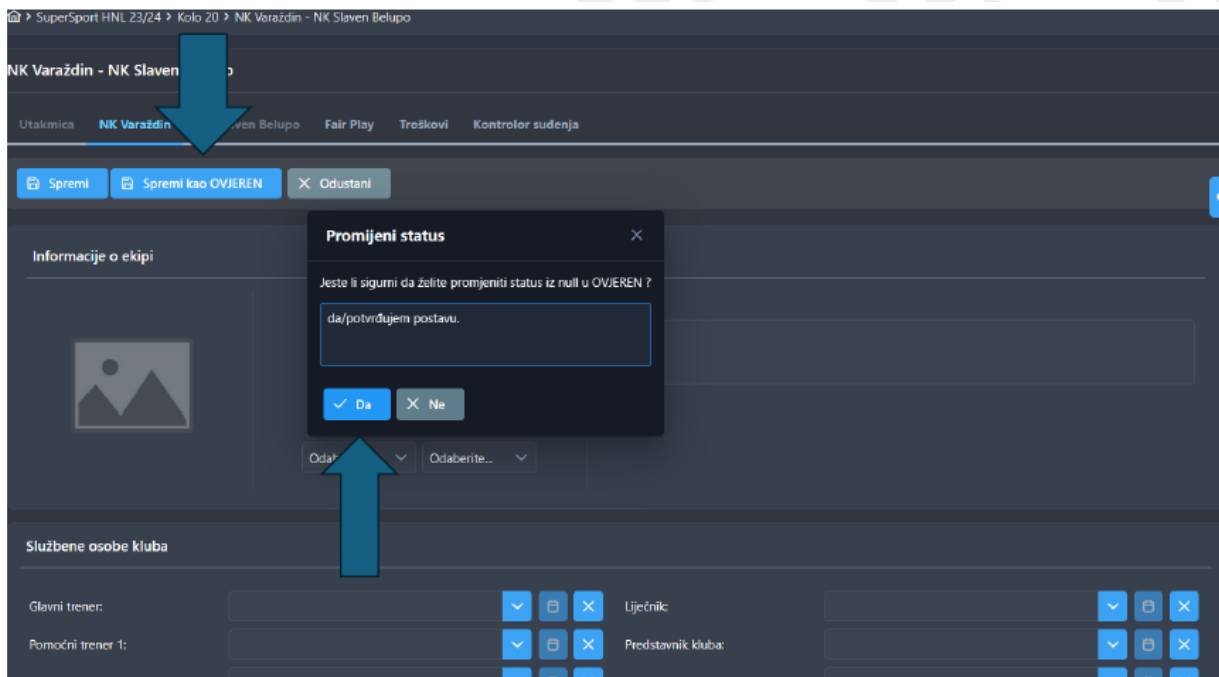 SuperSport HNL 23/24 > Kolo 20 > NK Varaždin - NK Slaven Belupo
NK Varaždin - NK Slaven
Utakmica NK Varaždin Belupo Fair Play Troškovi Kontrolor suđenja
Spremi Spremi kao OVJEREN Odustani
Promijeni status
Informacije o ekipi
Jeste li sigurni da želite promjeniti status iz null u OVJEREN ?
da/potvrđujem postavu.
Da Ne
Odaberite...
Službene osobe kluba
Glavni trener: Liječnik:
Pomoćni trener 1: Predstavnik kluba: